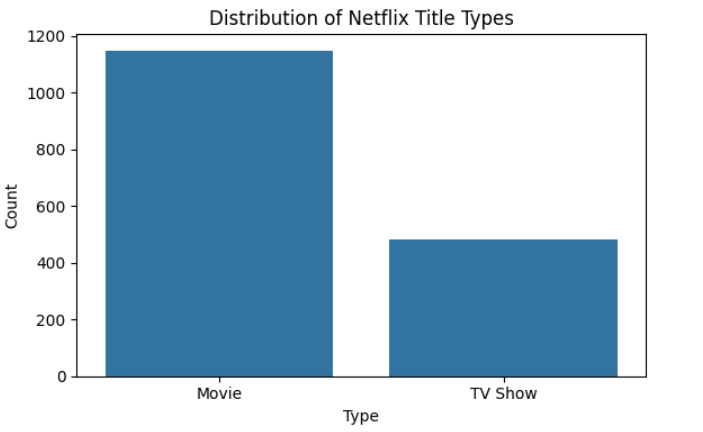 Distribution of Netflix Title Types
1200
1000
800
600
400
200
0
Count
Movie
TV Show
Type